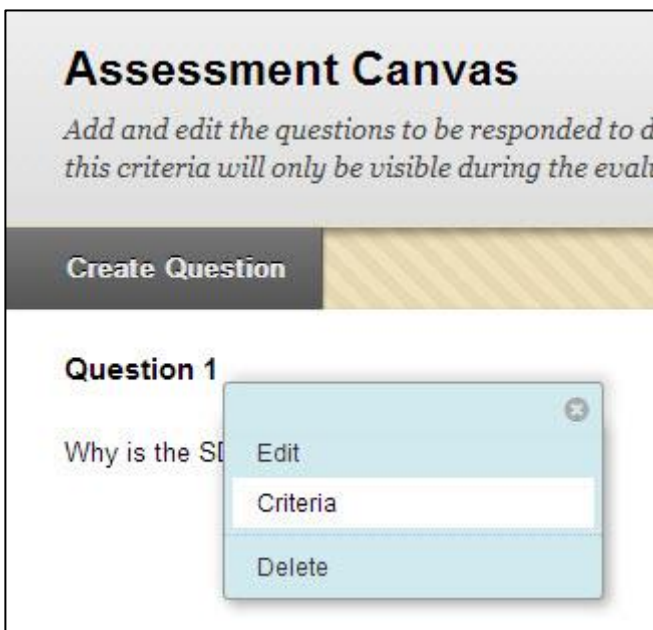 Assessment Canvas
Add and edit the questions to be responded to
this criteria will only be visible during the
Create Question
Question 1
Why is the
Edit
Criteria
Delete